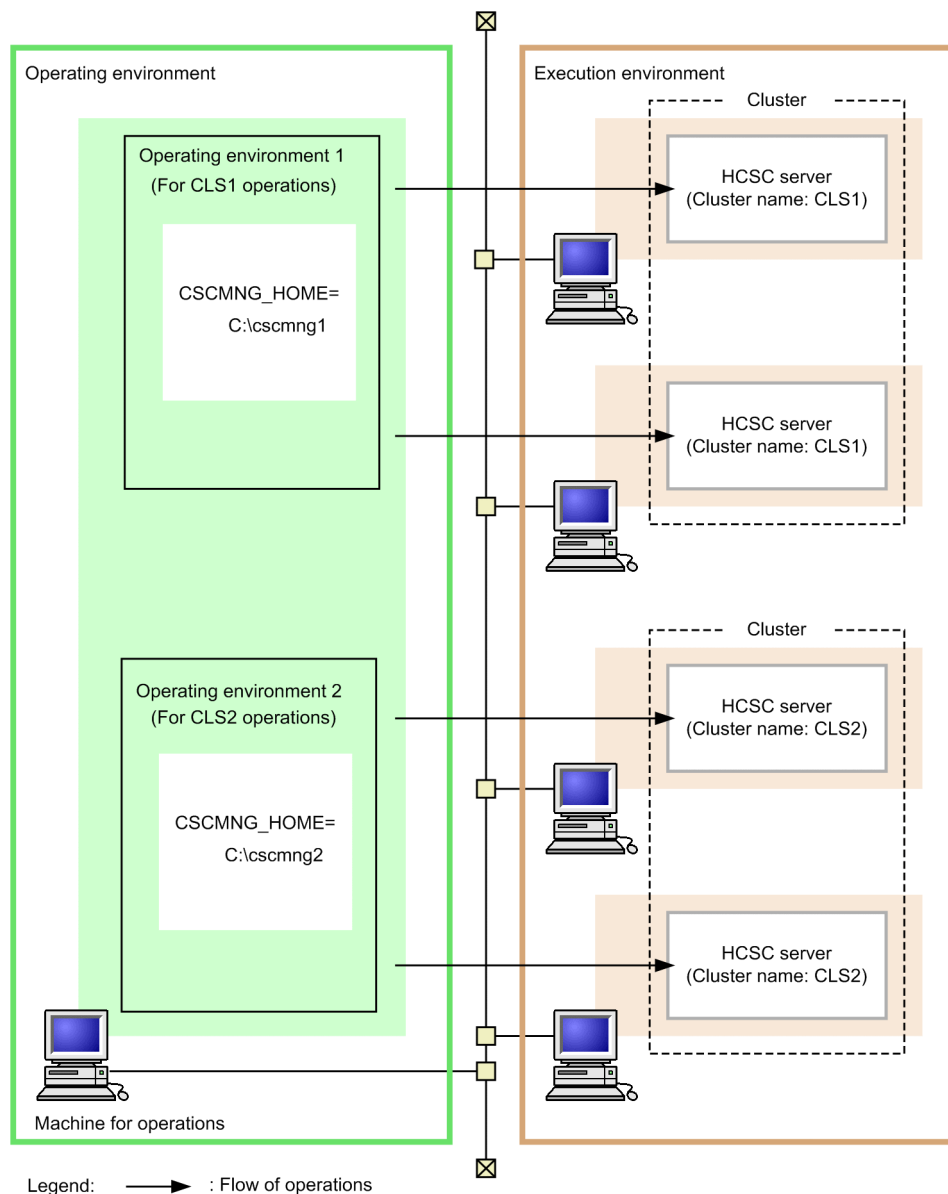 Operating environment
Operating environment 1
(For CLS1 operations)
CSCMNG_HOME=
C:\cscmng1
Operating environment 2
(For CLS2 operations)
CSCMNG_HOME=
C:\cscmng2
Machine for operations
Execution environment
Cluster
HCSC server
(Cluster name: CLS1)
HCSC server
(Cluster name: CLS1)
Cluster
HCSC server
(Cluster name: CLS2)
HCSC server
(Cluster name: CLS2)
Legend: : Flow of operations